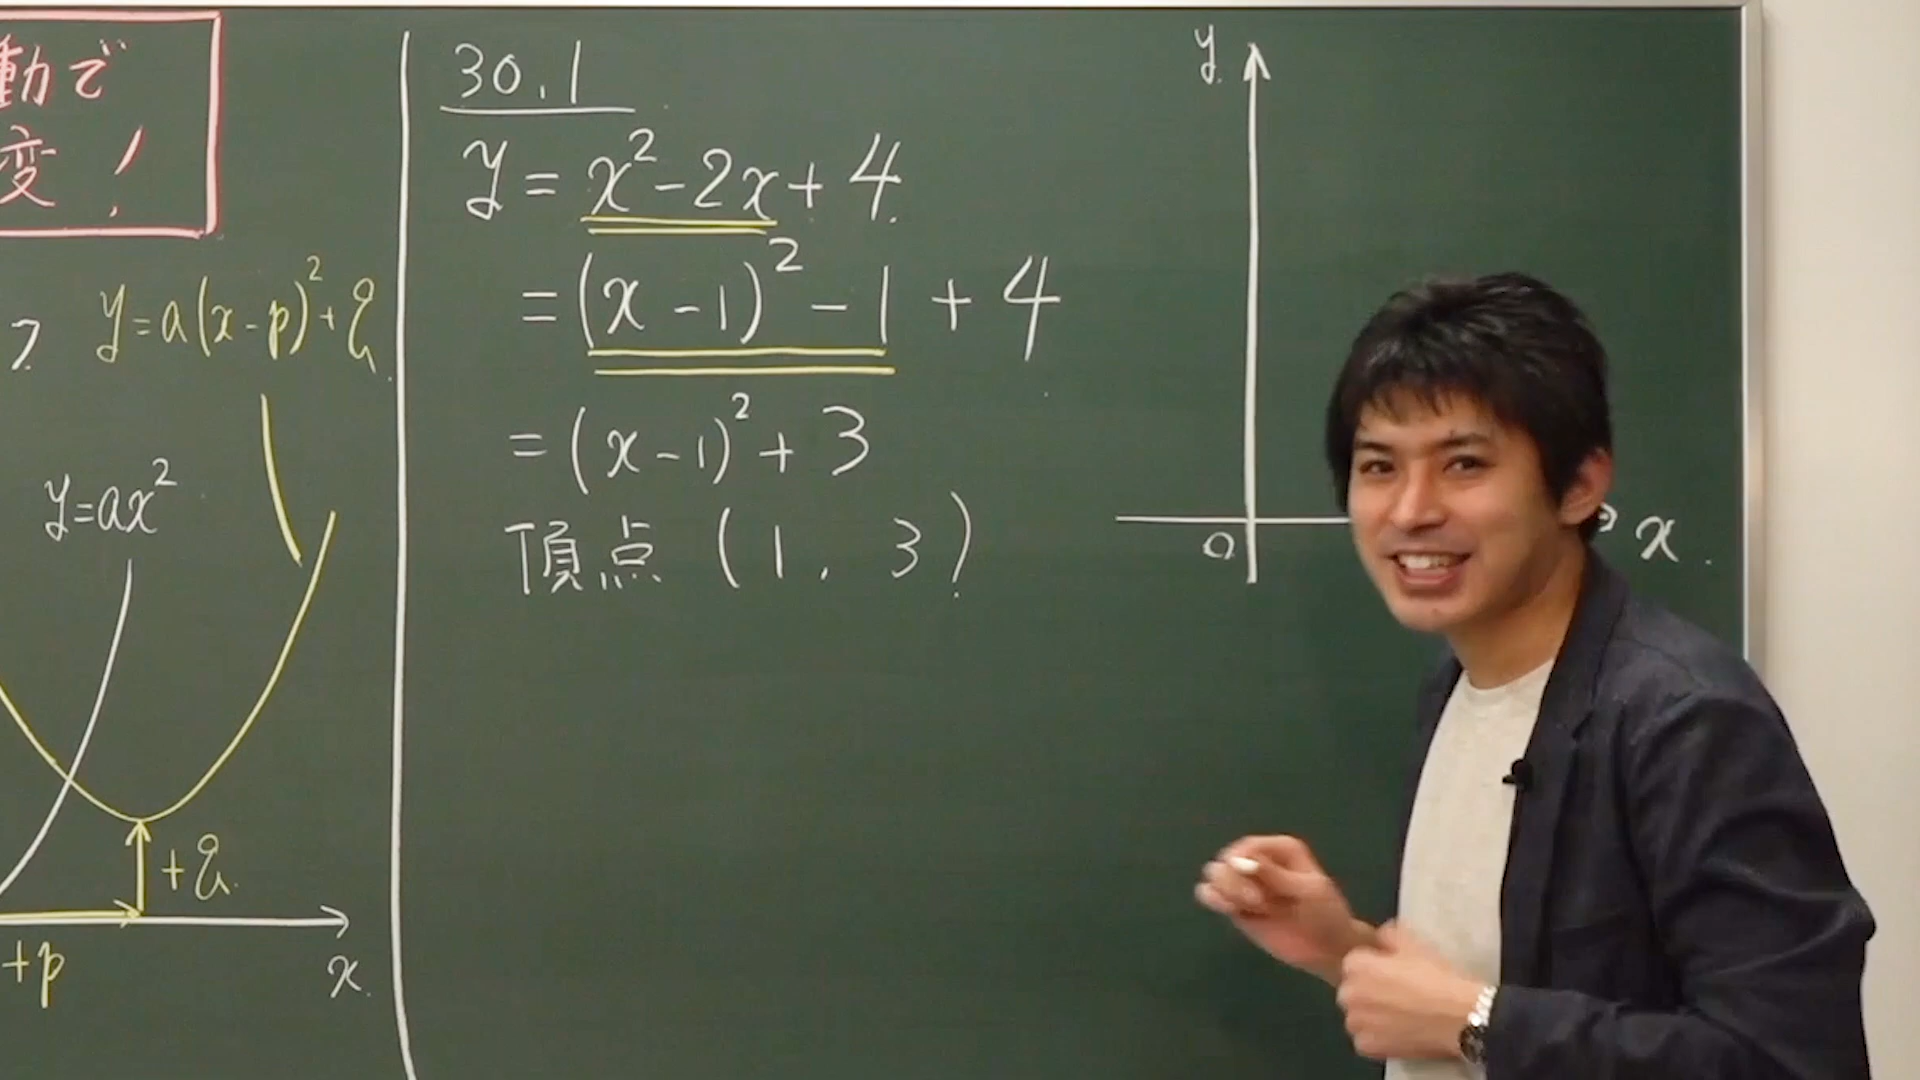 動で
変！
y=a(x-p)²+q
y=ax²
+q
+p
x
30.1
y = x²-2x+4
= (x-1)²-1+4
= (x-1)²+3
頂点 (1, 3)
y
O
x